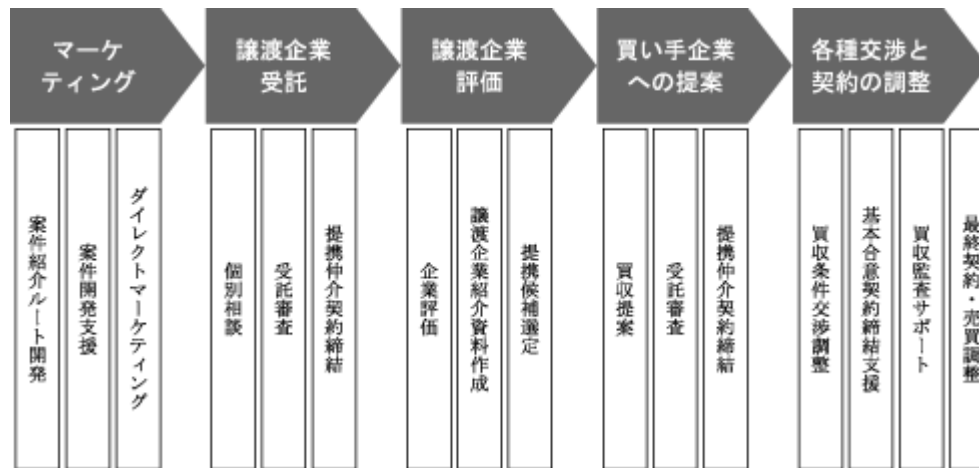 マーケ
ティング
譲渡企業
受託
譲渡企業
評価
買い手企業
への提案
各種交渉と
契約の調整
案件紹介ルート開発
案件開発支援
ダイレクトマーケティング
個別相談
受託審査
提携仲介契約締結
企業評価
譲渡企業紹介資料作成
提携候補選定
買収提案
受託審査
提携仲介契約締結
買収条件交渉調整
基本合意契約締結支援
買収監査サポート
最終契約・売買調整